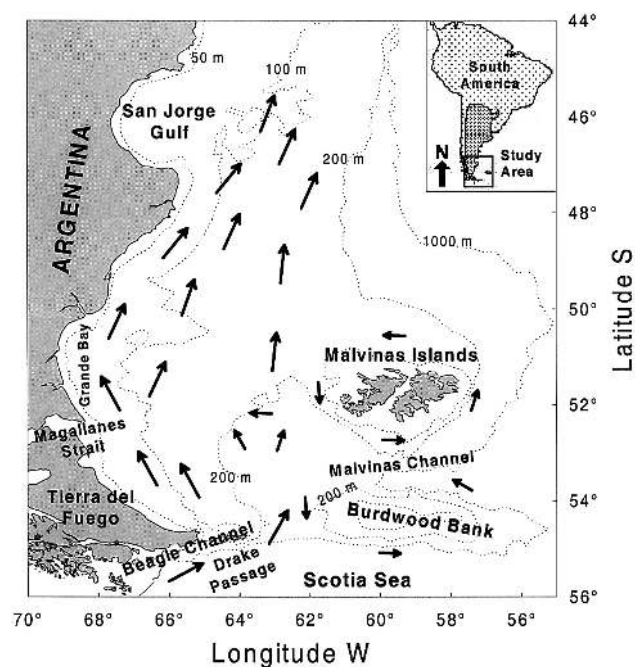 44°
50 m
100 m
South
America
San Jorge
Gulf
46°
ARGENTINA
200 m
N
Study
Area
48°
1000 m
Latitude S
50°
Grande Bay
Malvinas Islands
52°
Magallanes
Strait
Malvinas Channel
200 m
200 m
Tierra del
Fuego
54°
Burdwood Bank
Beagle Channel
Drake
Passage
Scotia Sea
56°
70° 68° 66° 64° 62° 60° 58° 56°
Longitude W